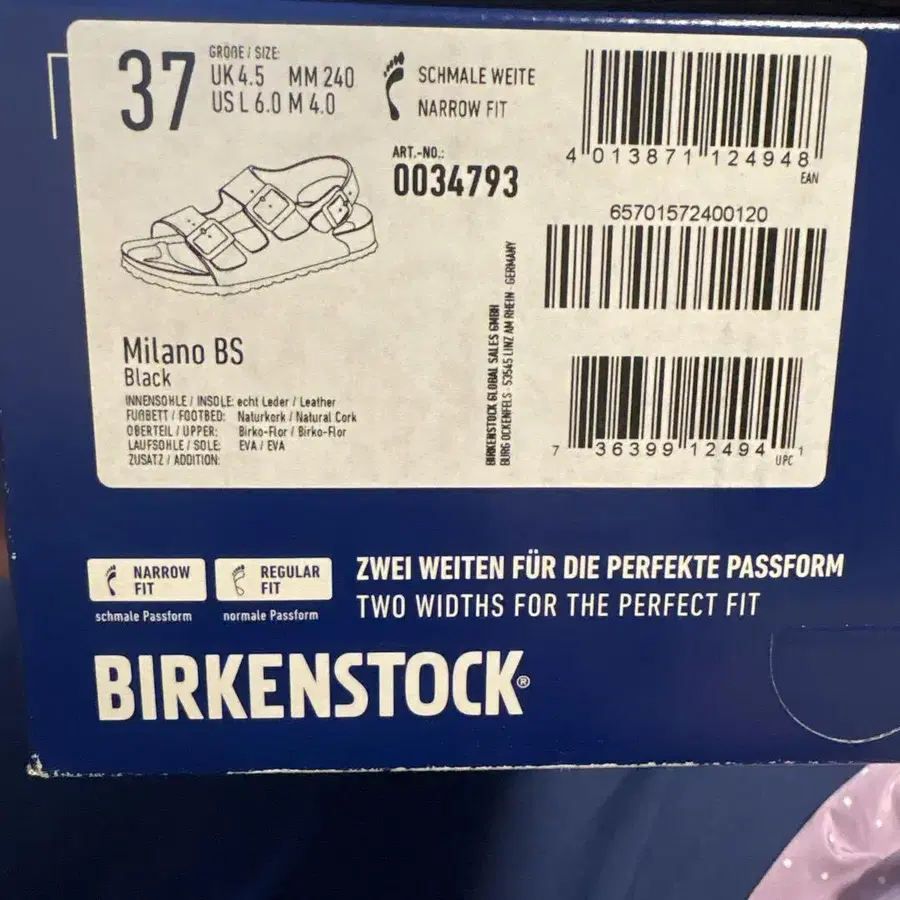 37
GRÖßE / SIZE:
UK 4.5 MM 240
US L 6.0 M 4.0
SCHMALE WEITE
NARROW FIT
ART.-NO.:
0034793
4 013871 124948
EAN
65701572400120
BIRKENSTOCK GLOBAL SALES GMBH
BURG OCKENFELS · 53545 LINZ AM RHEIN · GERMANY
7 36399 12494 1
UPC
Milano BS
Black
INNENSOHLE / INSOLE: echt Leder / Leather
FUßBETT / FOOTBED: Naturkork / Natural Cork
OBERTEIL / UPPER: Birko-Flor / Birko-Flor
LAUFSOHLE / SOLE: EVA / EVA
ZUSATZ / ADDITION:
NARROW
FIT
schmale Passform
REGULAR
FIT
normale Passform
ZWEI WEITEN FÜR DIE PERFEKTE PASSFORM
TWO WIDTHS FOR THE PERFECT FIT
BIRKENSTOCK®